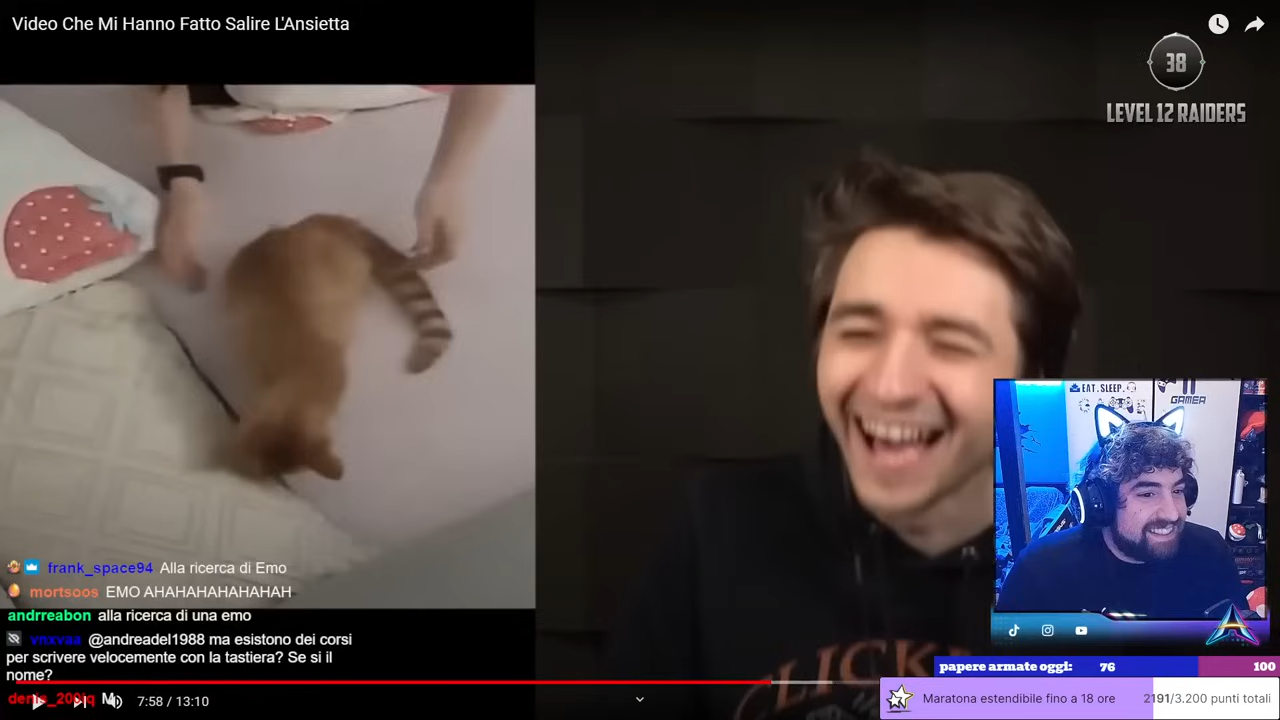 Video Che Mi Hanno Fatto Salire L'Ansietta
38
LEVEL 12 RAIDERS
EAT.SLEEP.
GAMER
frank_space94 Alla ricerca di Emo
mortsoos EMO AHAHAHAHAHAHAH
andrreabon alla ricerca di una emo
vnxvaa @andreadel1988 ma esistono dei corsi
per scrivere velocemente con la tastiera? Se si il
nome?
7:58 / 13:10
papere armate oggi: 76 100
Maratona estendibile fino a 18 ore 2191/3.200 punti totali